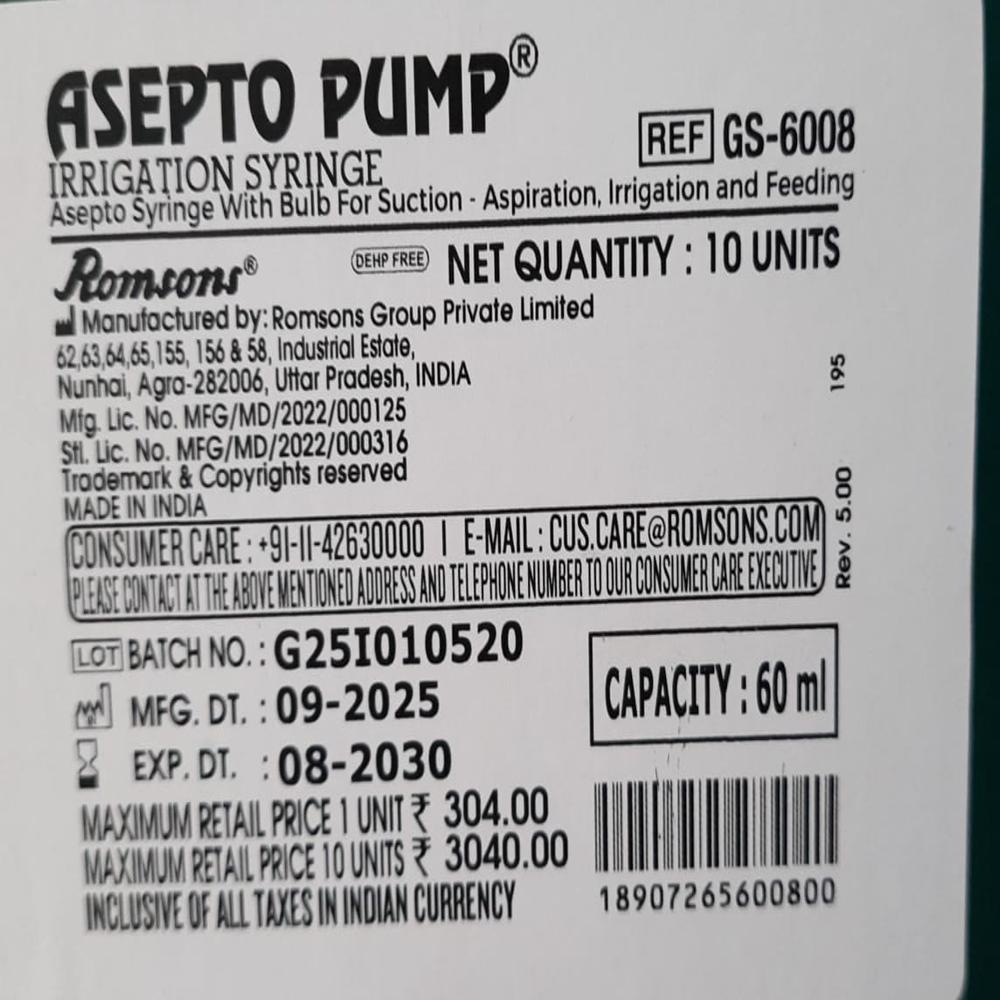 ASEPTO PUMP®
REF GS-6008
IRRIGATION SYRINGE
Asepto Syringe With Bulb For Suction - Aspiration, Irrigation and Feeding
Romsons®
DEHP FREE NET QUANTITY : 10 UNITS
Manufactured by: Romsons Group Private Limited
62,63,64,65,155, 156 & 58, Industrial Estate,
Nunhai, Agra-282006, Uttar Pradesh, INDIA
Mfg. Lic. No. MFG/MD/2022/000125
Stl. Lic. No. MFG/MD/2022/000316
Trademark & Copyrights reserved
MADE IN INDIA
Rev. 5.00 195
CONSUMER CARE : +91-11-42630000 | E-MAIL : CUS.CARE@ROMSONS.COM
PLEASE CONTACT AT THE ABOVE MENTIONED ADDRESS AND TELEPHONE NUMBER TO OUR CONSUMER CARE EXECUTIVE
LOT BATCH NO. : G25I010520
MFG. DT. : 09-2025
EXP. DT. : 08-2030
CAPACITY : 60 ml
MAXIMUM RETAIL PRICE 1 UNIT ₹ 304.00
MAXIMUM RETAIL PRICE 10 UNITS ₹ 3040.00
INCLUSIVE OF ALL TAXES IN INDIAN CURRENCY
18907265600800